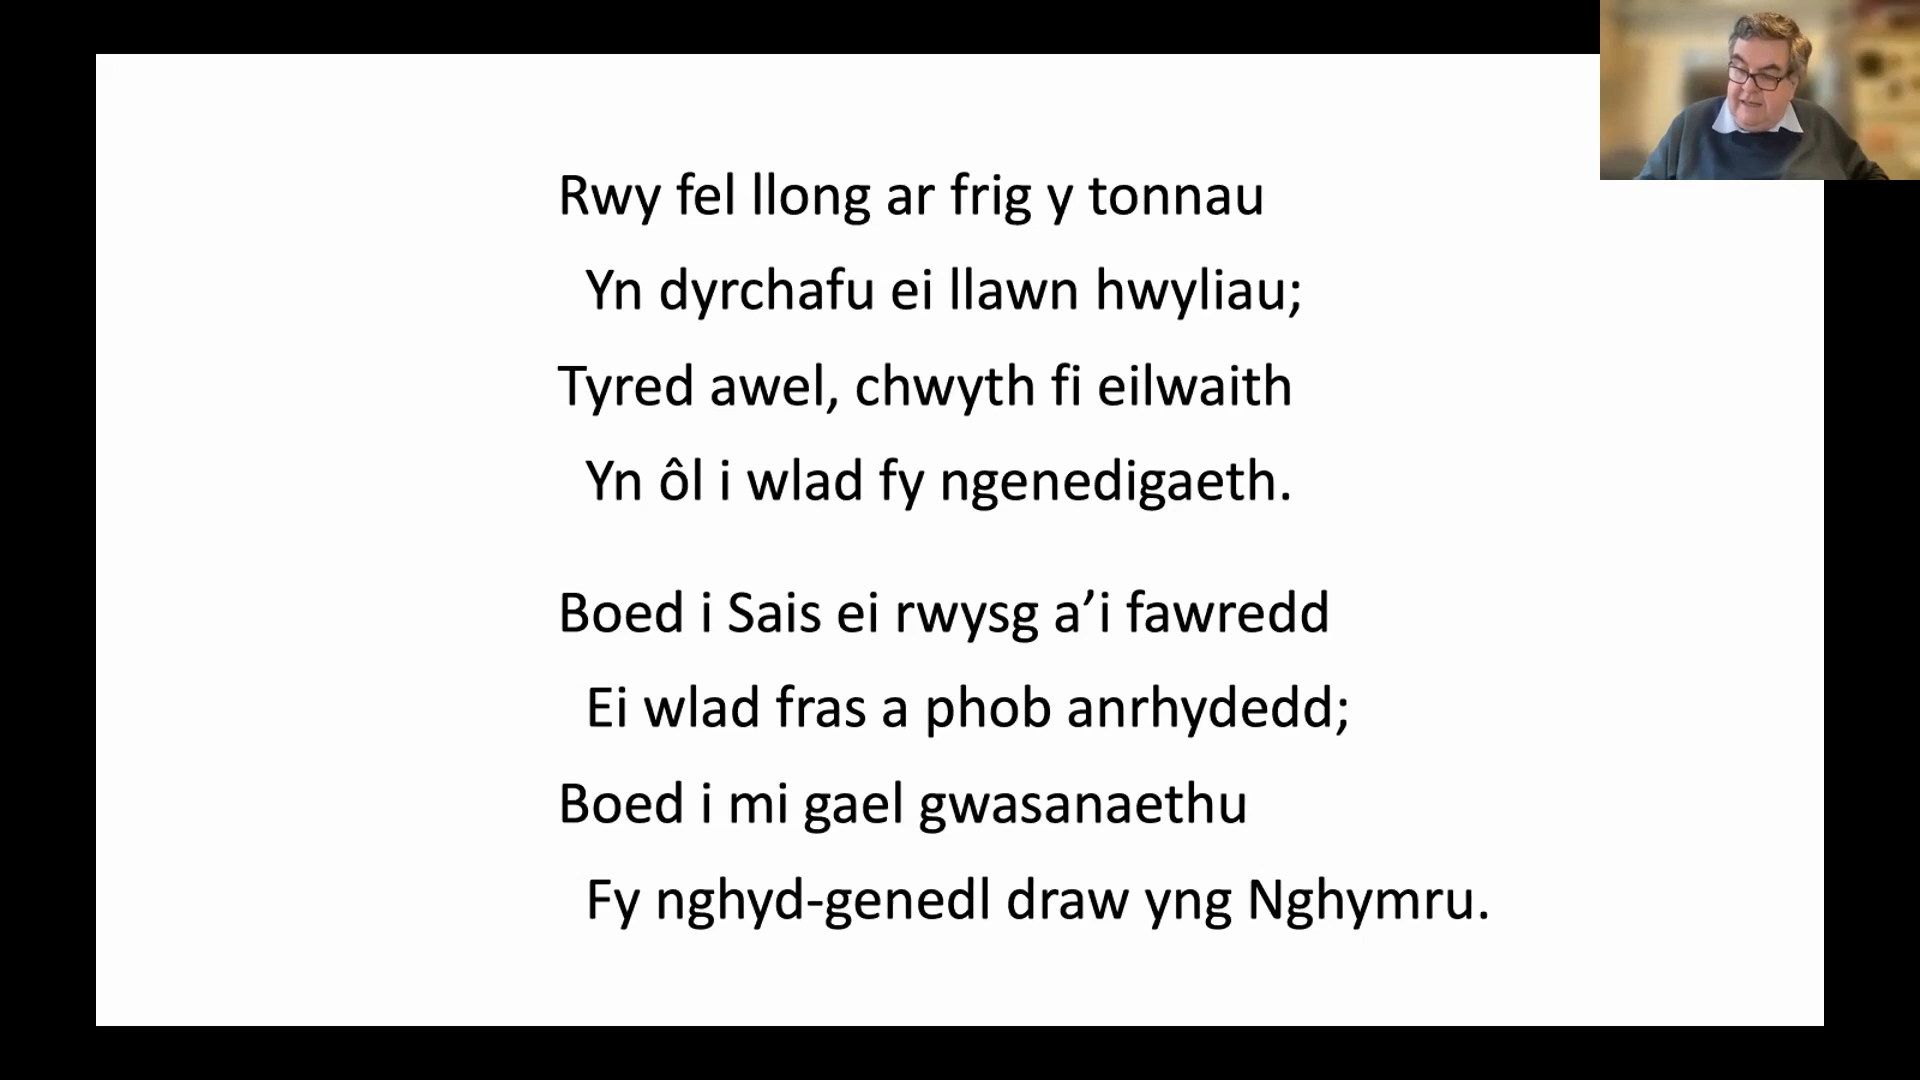 Rwy fel llong ar frig y tonnau
Yn dyrchafu ei llawn hwyliau;
Tyred awel, chwyth fi eilwaith
Yn ôl i wlad fy ngenedigaeth.
Boed i Sais ei rwysg a’i fawredd
Ei wlad fras a phob anrhydedd;
Boed i mi gael gwasanaethu
Fy nghyd-genedl draw yng Nghymru.